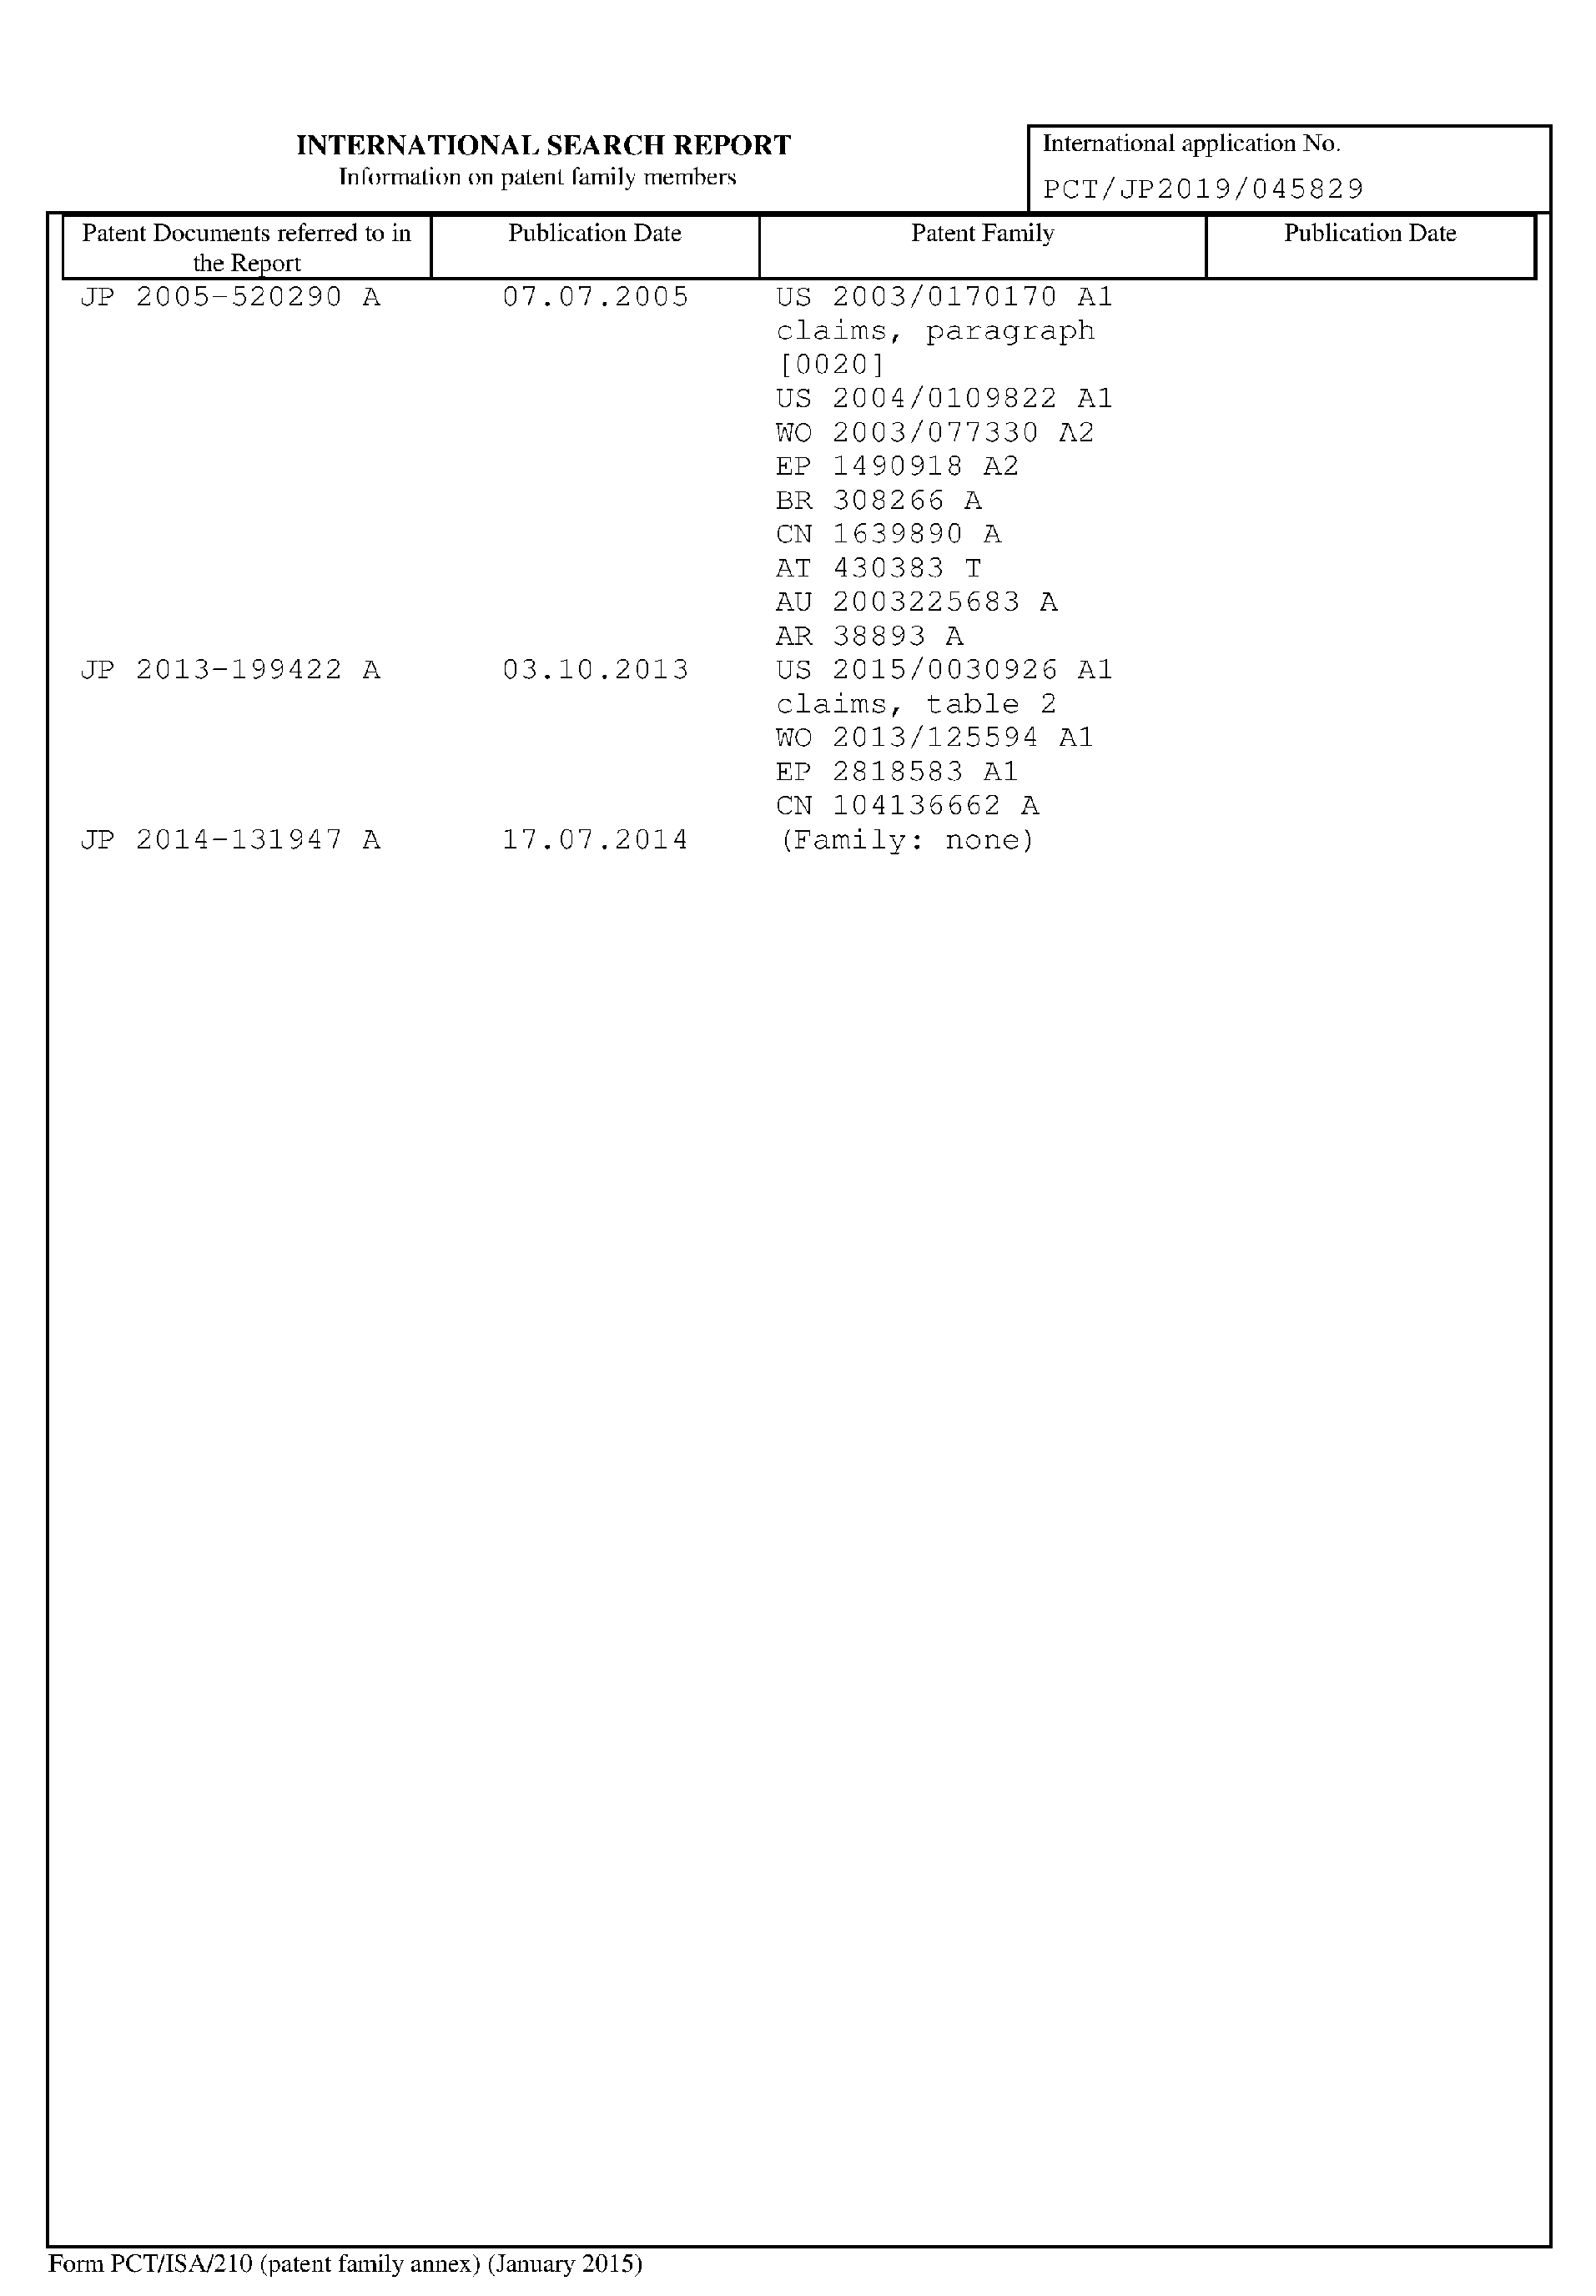 INTERNATIONAL SEARCH REPORT
Information on patent family members
International application No.
PCT/JP2019/045829
Patent Documents referred to in the Report
Publication Date
Patent Family
Publication Date
JP 2005-520290 A 07.07.2005 US 2003/0170170 A1
claims, paragraph
[0020]
US 2004/0109822 A1
WO 2003/077330 A2
EP 1490918 A2
BR 308266 A
CN 1639890 A
AT 430383 T
AU 2003225683 A
AR 38893 A
JP 2013-199422 A 03.10.2013 US 2015/0030926 A1
claims, table 2
WO 2013/125594 A1
EP 2818583 A1
CN 104136662 A
JP 2014-131947 A 17.07.2014 (Family: none)
Form PCT/ISA/210 (patent family annex) (January 2015)